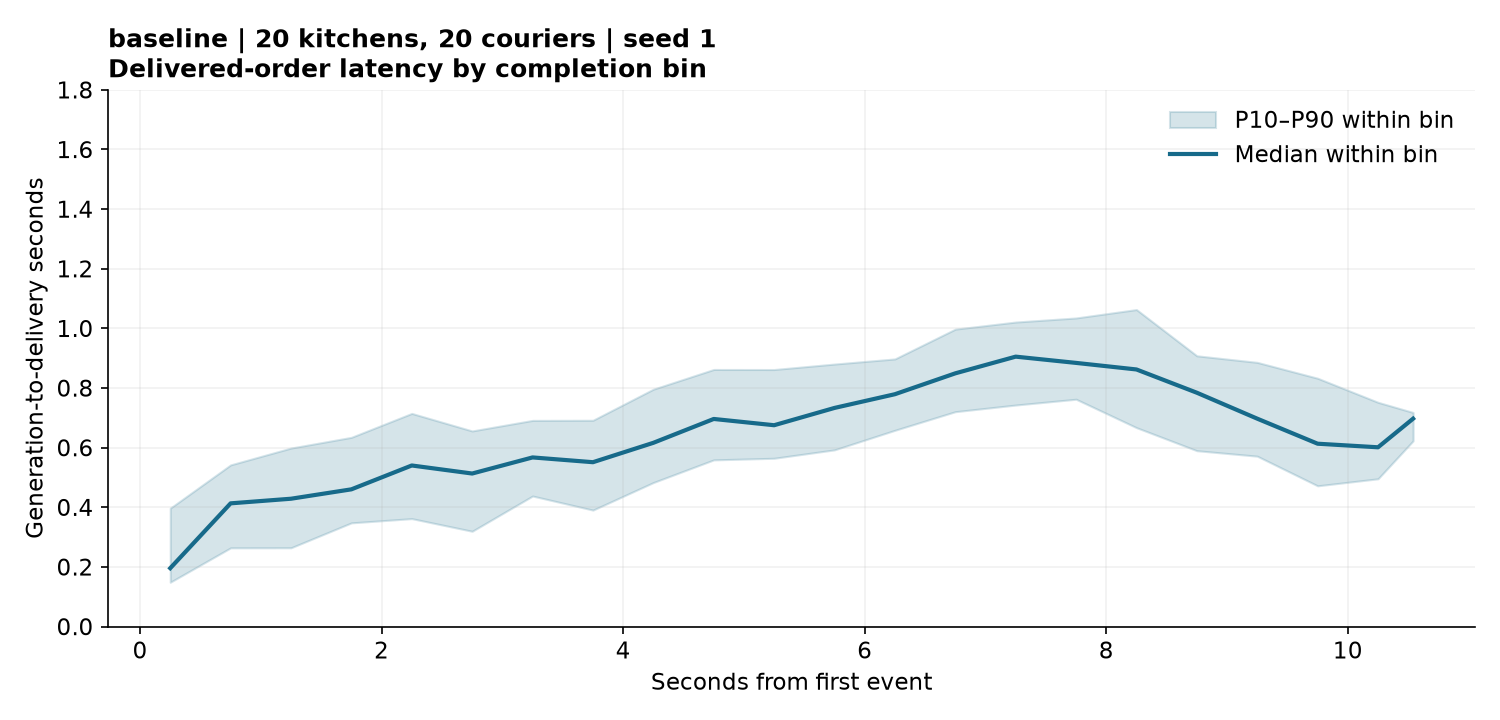 baseline | 20 kitchens, 20 couriers | seed 1
Delivered-order latency by completion bin
P10–P90 within bin
Median within bin
Generation-to-delivery seconds
1.8
1.6
1.4
1.2
1.0
0.8
0.6
0.4
0.2
0.0
0 2 4 6 8 10
Seconds from first event